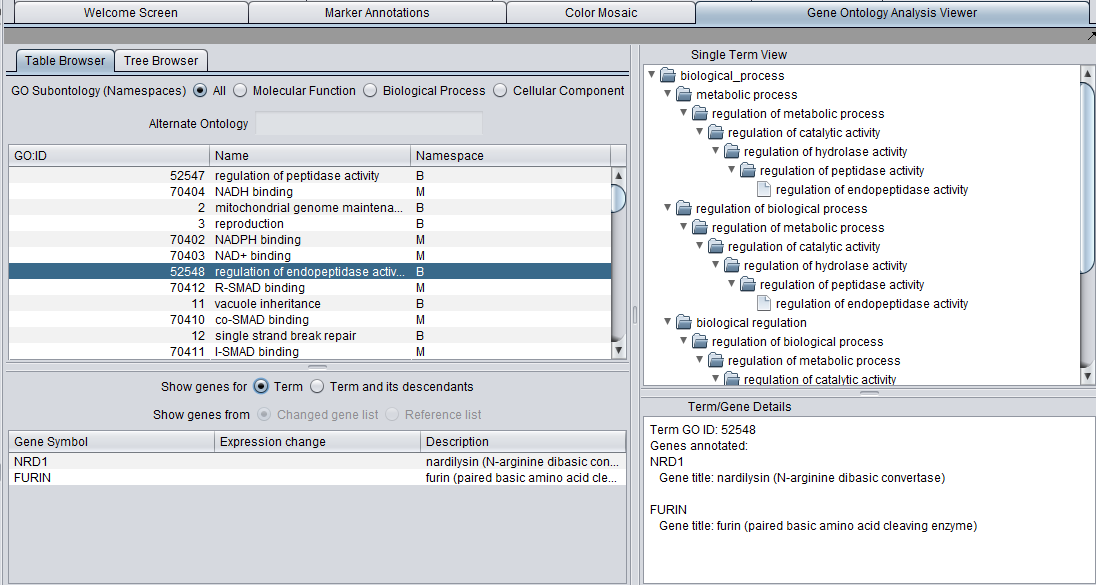 Welcome Screen Marker Annotations Color Mosaic Gene Ontology Analysis Viewer
Table Browser Tree Browser
GO Subontology (Namespaces) All Molecular Function Biological Process Cellular Component
Alternate Ontology
GO:ID Name Namespace
52547 regulation of peptidase activity B
70404 NADH binding M
2 mitochondrial genome maintena... B
3 reproduction B
70402 NADPH binding M
70403 NAD+ binding M
52548 regulation of endopeptidase activ... B
70412 R-SMAD binding M
11 vacuole inheritance B
70410 co-SMAD binding M
12 single strand break repair B
70411 I-SMAD binding M
Show genes for Term Term and its descendants
Show genes from Changed gene list Reference list
Gene Symbol Expression change Description
NRD1 nardilysin (N-arginine dibasic con...
FURIN furin (paired basic amino acid cle...
Single Term View
biological_process
metabolic process
regulation of metabolic process
regulation of catalytic activity
regulation of hydrolase activity
regulation of peptidase activity
regulation of endopeptidase activity
regulation of biological process
regulation of metabolic process
regulation of catalytic activity
regulation of hydrolase activity
regulation of peptidase activity
regulation of endopeptidase activity
biological regulation
regulation of biological process
regulation of metabolic process
regulation of catalytic activity
Term/Gene Details
Term GO ID: 52548
Genes annotated:
NRD1
Gene title: nardilysin (N-arginine dibasic convertase)
FURIN
Gene title: furin (paired basic amino acid cleaving enzyme)